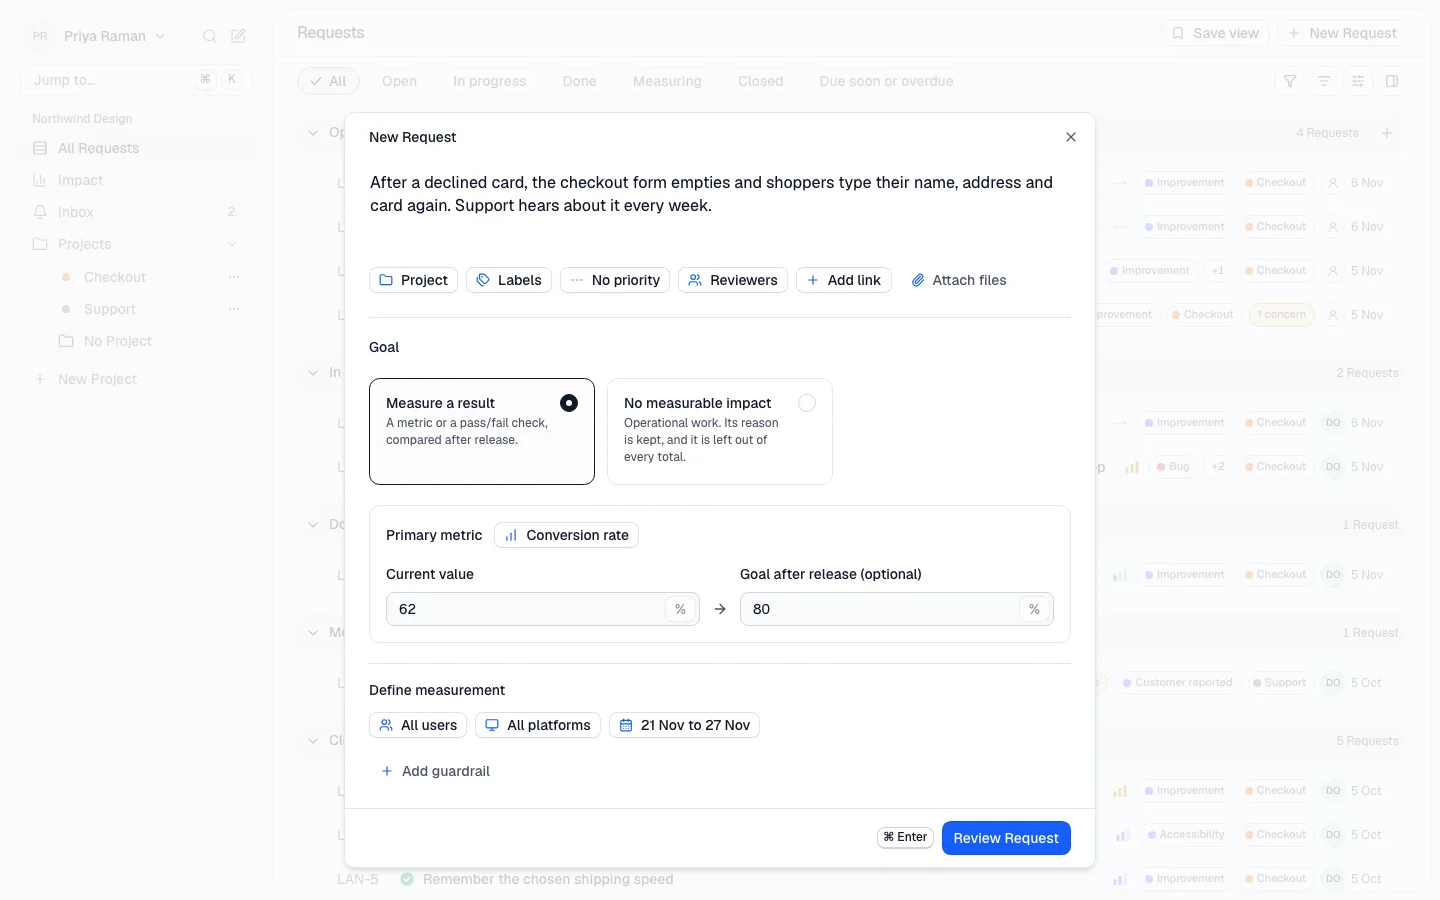 PR Priya Raman
Requests
Save view
New Request
Jump to...
⌘ K
All
Open
In progress
Done
Measuring
Closed
Due soon or overdue
Northwind Design
All Requests
Impact
Inbox 2
Projects
Checkout
Support
No Project
New Project
4 Requests
Improvement Checkout 6 Nov
Improvement Checkout 6 Nov
Improvement +1 Checkout 5 Nov
Checkout 1 concern 5 Nov
In
2 Requests
Improvement Checkout DO 6 Nov
Bug +2 Checkout DO 5 Nov
1 Request
Improvement Checkout DO 5 Nov
1 Request
Customer reported Support DO 5 Oct
5 Requests
Improvement Checkout DO 5 Oct
Accessibility Checkout DO 5 Oct
LAN-5 Remember the chosen shipping speed
Improvement Checkout DO 5 Oct
New Request
After a declined card, the checkout form empties and shoppers type their name, address and
card again. Support hears about it every week.
Project
Labels
No priority
Reviewers
Add link
Attach files
Goal
Measure a result
A metric or a pass/fail check,
compared after release.
No measurable impact
Operational work. Its reason
is kept, and it is left out of
every total.
Primary metric
Conversion rate
Current value
62 %
Goal after release (optional)
80 %
Define measurement
All users
All platforms
21 Nov to 27 Nov
Add guardrail
⌘ Enter
Review Request